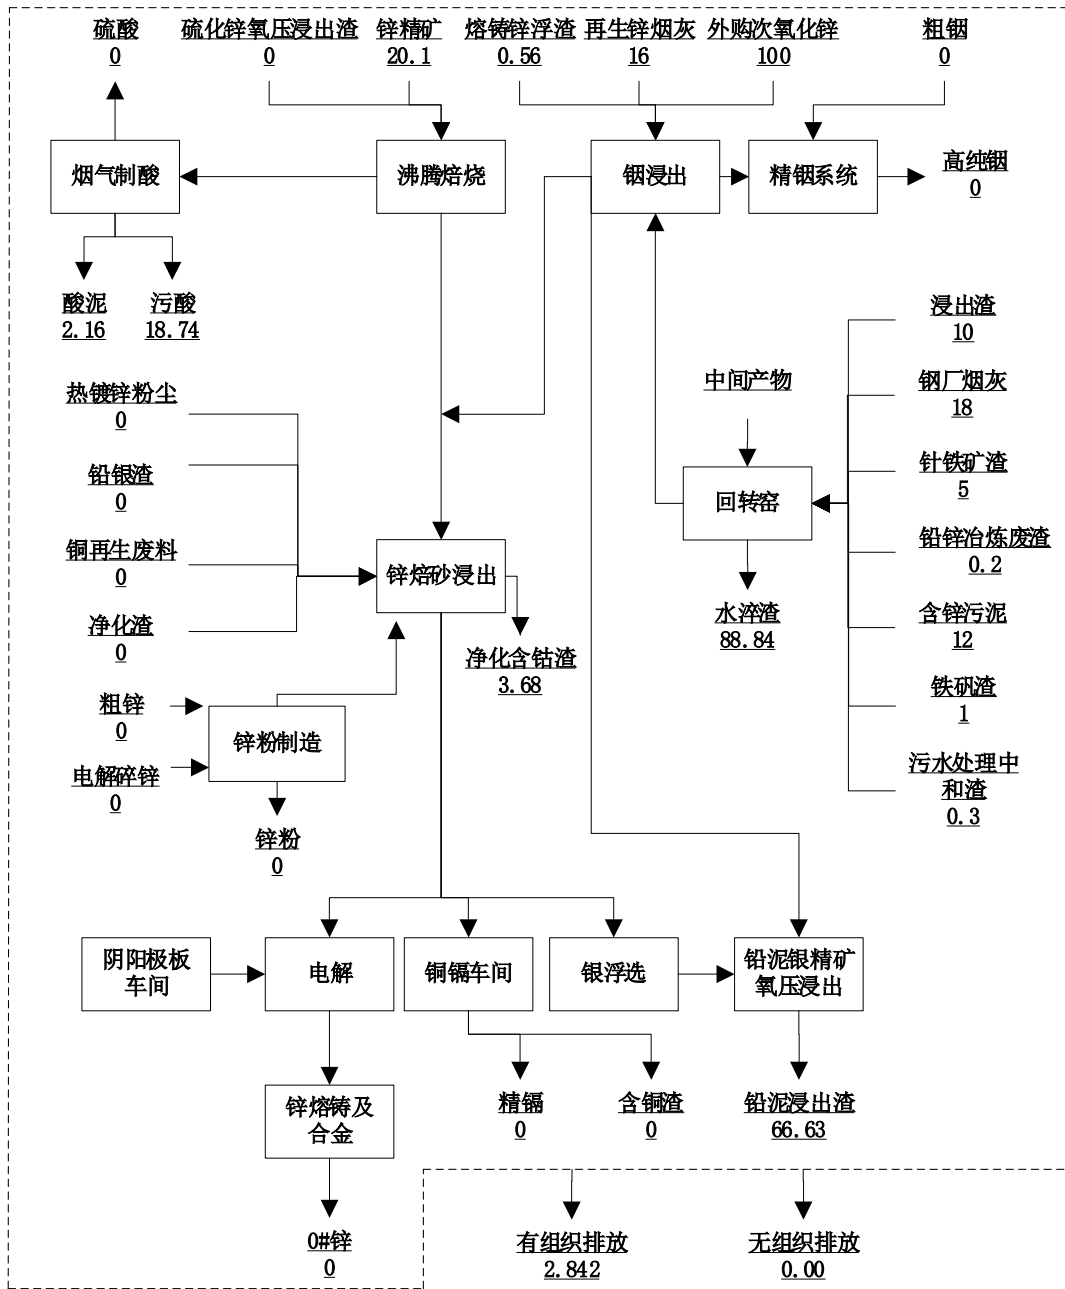 硫酸
0
硫化锌氧压浸出渣
0
锌精矿
20.1
熔铸锌浮渣
0.56
再生锌烟灰
16
外购次氧化锌
100
粗铟
0
烟气制酸
沸腾焙烧
铟浸出
精铟系统
高纯铟
0
酸泥
2.16
污酸
18.74
浸出渣
10
热镀锌粉尘
0
中间产物
钢厂烟灰
18
铅银渣
0
回转窑
针铁矿渣
5
铜再生废料
0
锌焙砂浸出
铅锌冶炼废渣
0.2
净化渣
0
净化含钴渣
3.68
水淬渣
88.84
含锌污泥
12
粗锌
0
锌粉制造
铁矾渣
1
电解碎锌
0
污水处理中
和渣
0.3
锌粉
0
阴阳极板
车间
电解
铜镉车间
银浮选
铅泥银精矿
氧压浸出
锌熔铸及
合金
精镉
0
含铜渣
0
铅泥浸出渣
66.63
0#锌
0
有组织排放
2.842
无组织排放
0.00